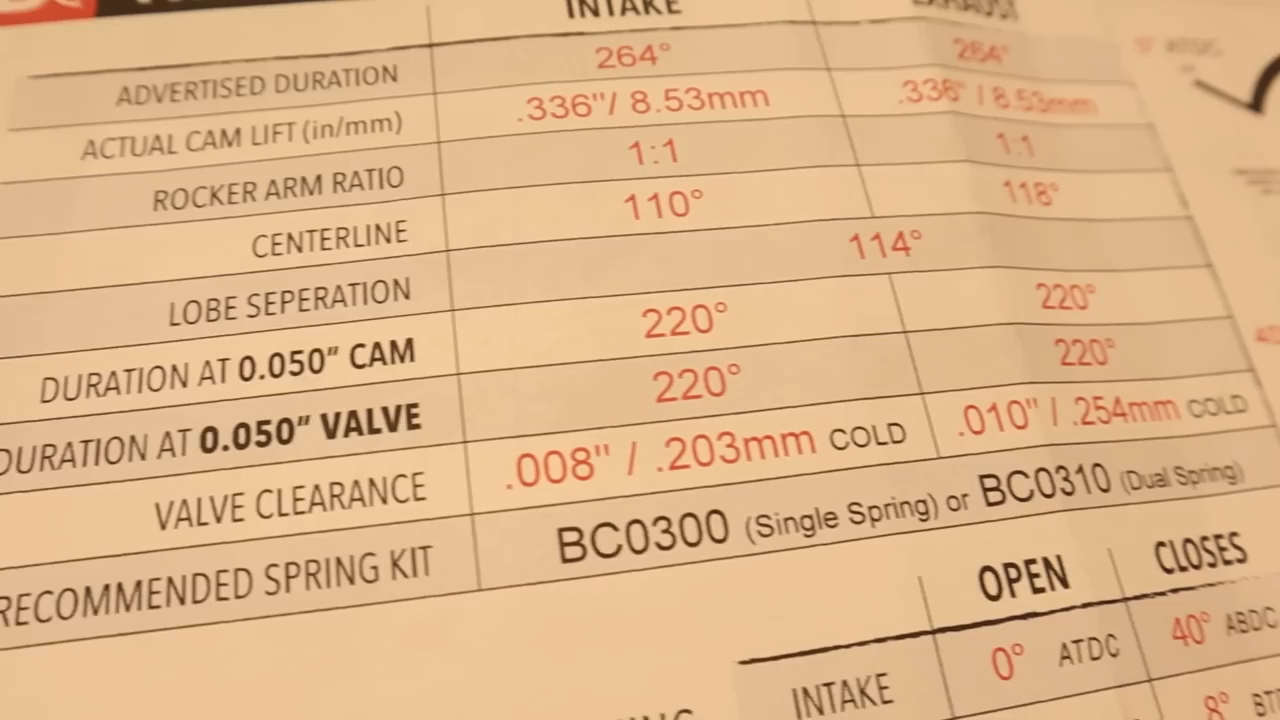 INTAKE EXHAUST
ADVERTISED DURATION 264° 264°
ACTUAL CAM LIFT (in/mm) .336"/ 8.53mm .336" / 8.53mm
ROCKER ARM RATIO 1:1 1:1
CENTERLINE 110° 118°
LOBE SEPERATION 114°
DURATION AT 0.050" CAM 220° 220°
DURATION AT 0.050" VALVE 220° 220°
VALVE CLEARANCE .008" / .203mm COLD .010" / .254mm COLD
RECOMMENDED SPRING KIT BC0300 (Single Spring) or BC0310 (Dual Spring)
OPEN CLOSES
INTAKE 0° ATDC 40° ABDC
8°